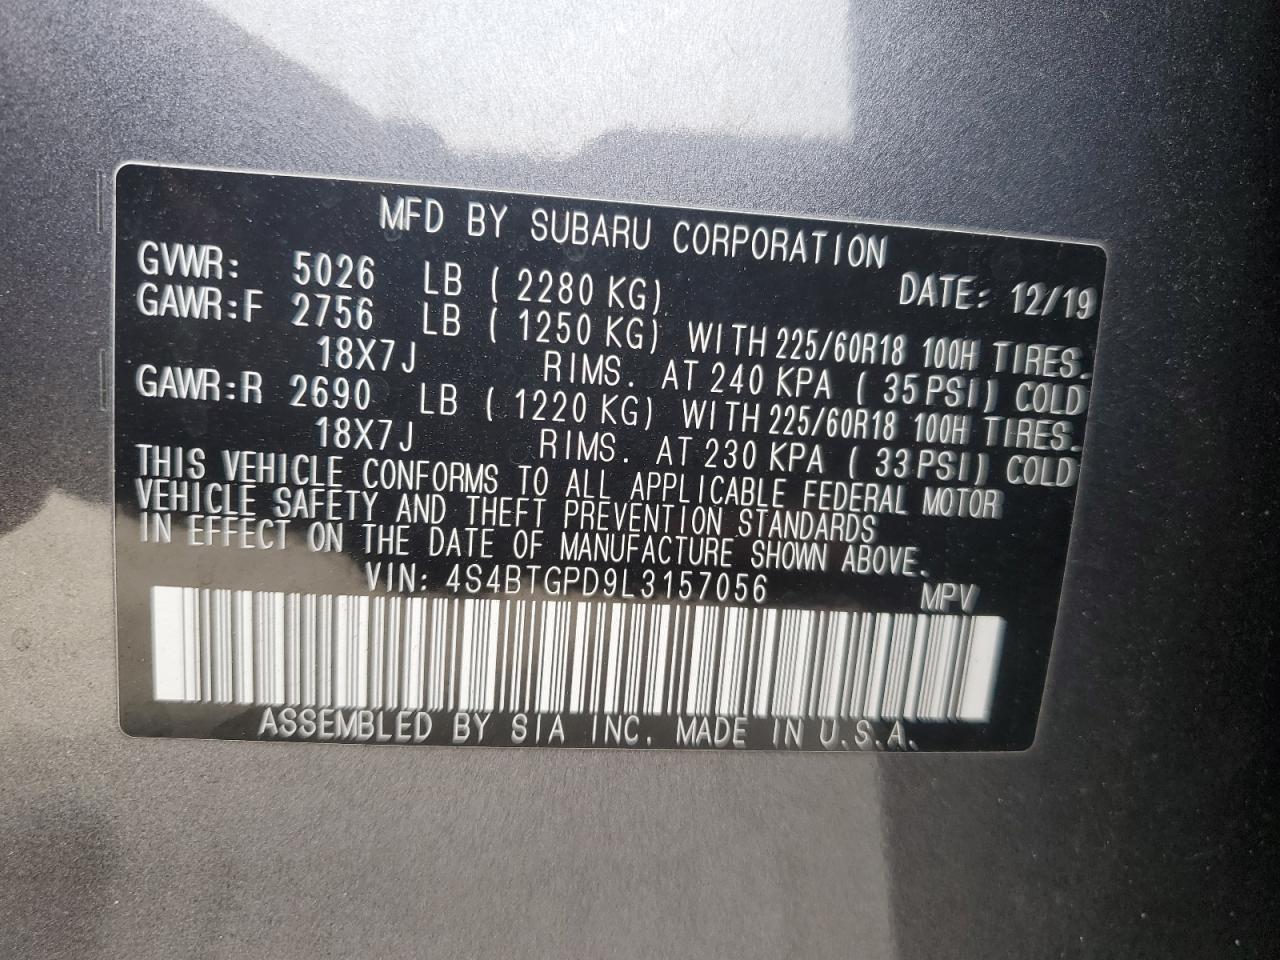 MFD BY SUBARU CORPORATION
GVWR: 5026 LB ( 2280 KG) DATE: 12/19
GAWR:F 2756 LB ( 1250 KG) WITH 225/60R18 100H TIRES.
18X7J RIMS. AT 240 KPA ( 35 PSI) COLD
GAWR:R 2690 LB ( 1220 KG) WITH 225/60R18 100H TIRES.
18X7J RIMS. AT 230 KPA ( 33 PSI) COLD
THIS VEHICLE CONFORMS TO ALL APPLICABLE FEDERAL MOTOR
VEHICLE SAFETY AND THEFT PREVENTION STANDARDS
IN EFFECT ON THE DATE OF MANUFACTURE SHOWN ABOVE.
VIN: 4S4BTGPD9L3157056 MPV
ASSEMBLED BY SIA INC. MADE IN U.S.A.